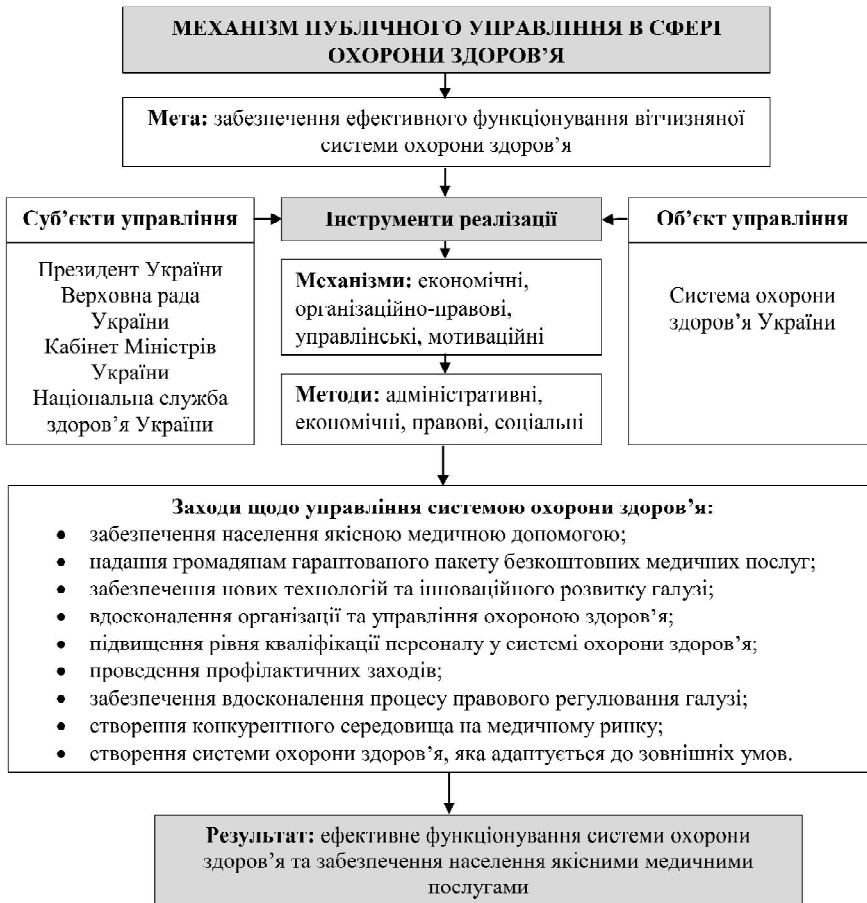 МЕХАНІЗМ ПУБЛІЧНОГО УПРАВЛІННЯ В СФЕРІ
ОХОРОНИ ЗДОРОВ’Я
Мета: забезпечення ефективного функціонування вітчизняної
системи охорони здоров’я
Суб’єкти управління
Президент України
Верховна рада
України
Кабінет Міністрів
України
Національна служба
здоров’я України
Інструменти реалізації
Механізми: економічні,
організаційно-правові,
управлінські, мотиваційні
Методи: адміністративні,
економічні, правові, соціальні
Об’єкт управління
Система охорони
здоров’я України
Заходи щодо управління системою охорони здоров’я:
• забезпечення населення якісною медичною допомогою;
• надання громадянам гарантованого пакету безкоштовних медичних послуг;
• забезпечення нових технологій та інноваційного розвитку галузі;
• вдосконалення організації та управління охороною здоров’я;
• підвищення рівня кваліфікації персоналу у системі охорони здоров’я;
• проведення профілактичних заходів;
• забезпечення вдосконалення процесу правового регулювання галузі;
• створення конкурентного середовища на медичному ринку;
• створення системи охорони здоров’я, яка адаптується до зовнішніх умов.
Результат: ефективне функціонування системи охорони
здоров’я та забезпечення населення якісними медичними
послугами